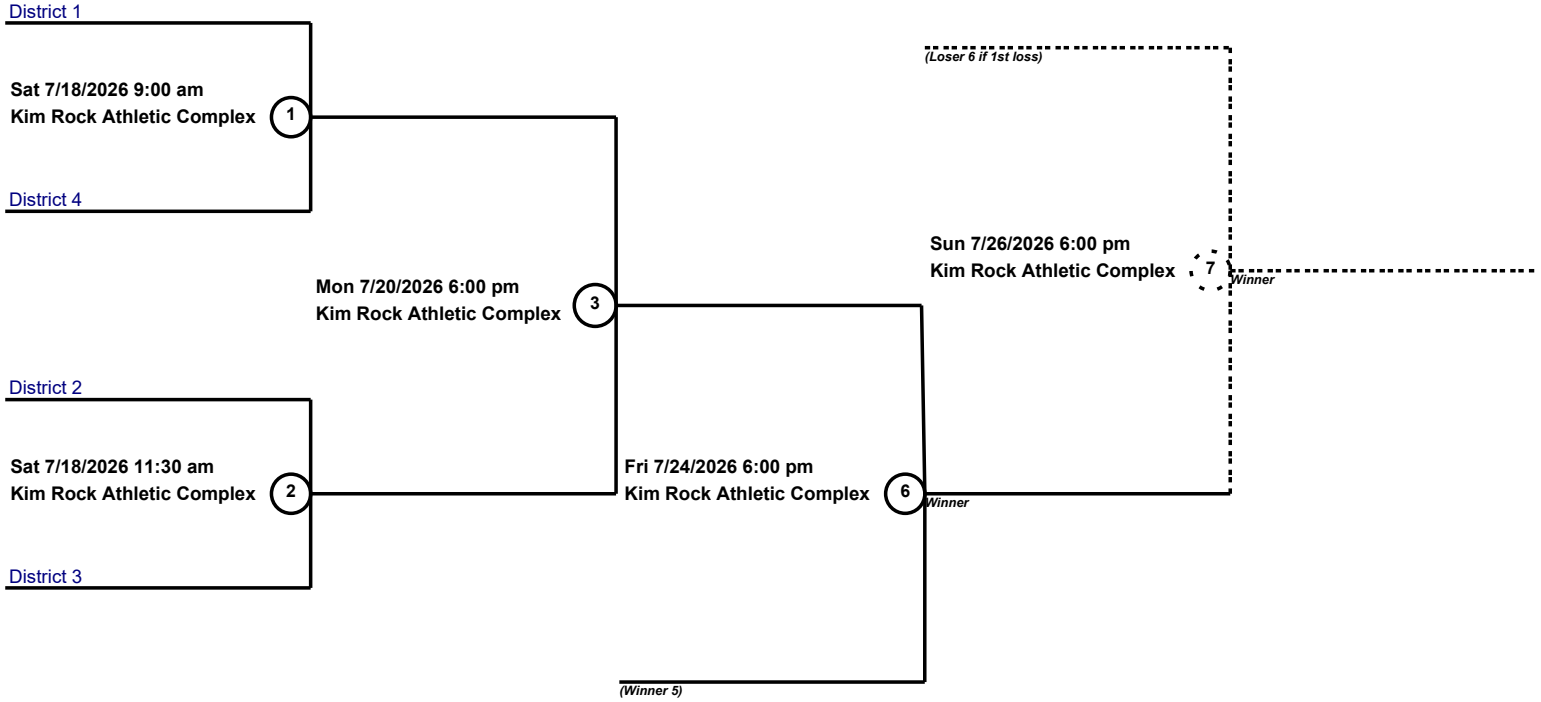 District 1
(Loser 6 if 1st loss)
Sat 7/18/2026 9:00 am
Kim Rock Athletic Complex
1
District 4
Sun 7/26/2026 6:00 pm
Kim Rock Athletic Complex
7
Winner
Mon 7/20/2026 6:00 pm
Kim Rock Athletic Complex
3
District 2
Sat 7/18/2026 11:30 am
Kim Rock Athletic Complex
2
Fri 7/24/2026 6:00 pm
Kim Rock Athletic Complex
6
Winner
District 3
(Winner 5)